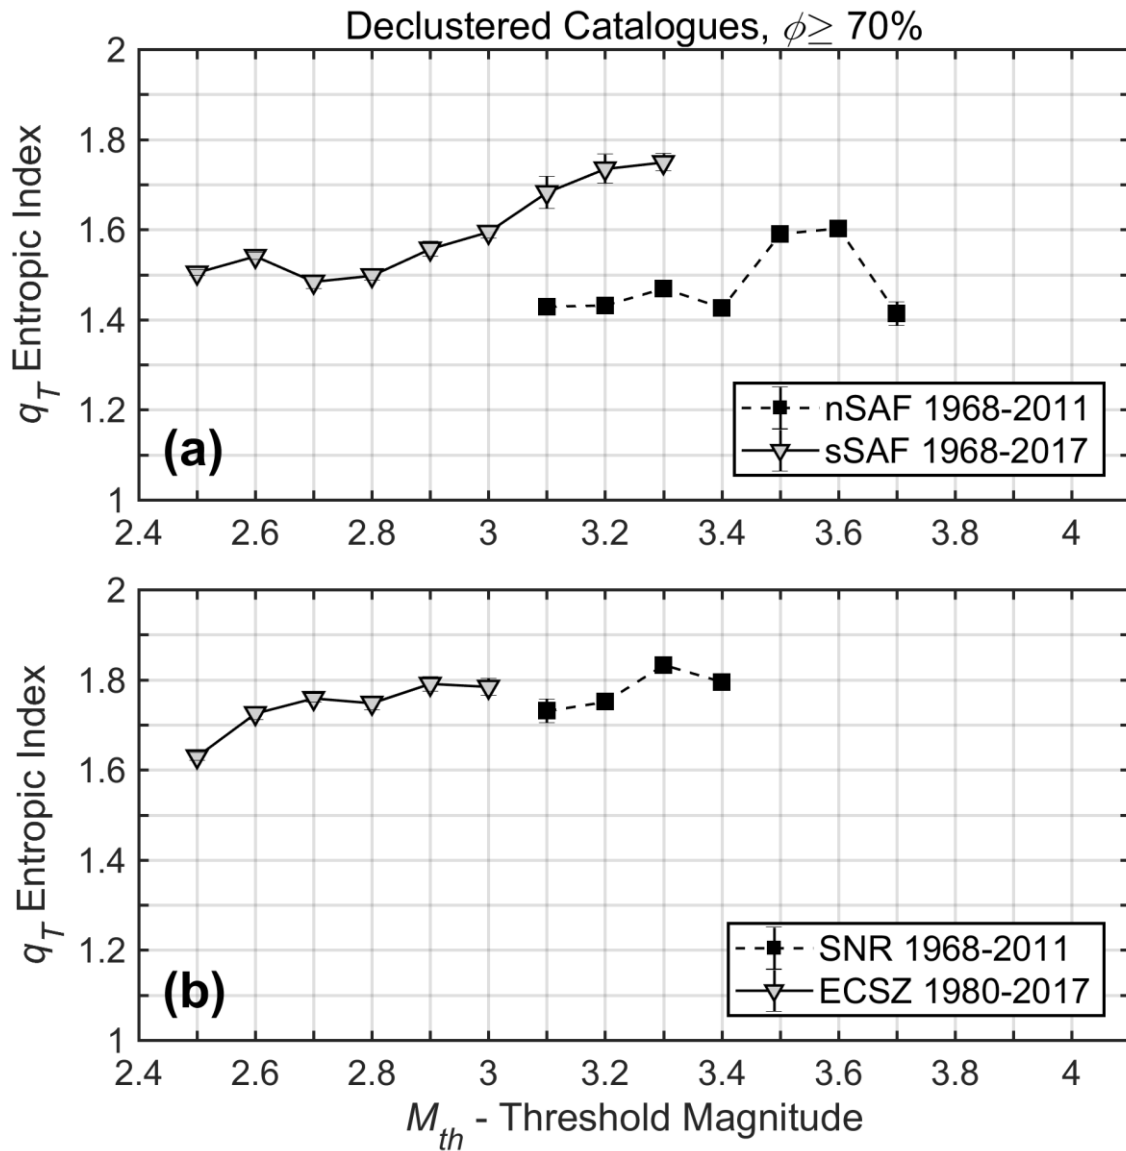 Declustered Catalogues, ϕ≥ 70%
2
1.8
1.6
1.4
1.2
1
q_T Entropic Index
(a)
nSAF 1968-2011
sSAF 1968-2017
2.4 2.6 2.8 3 3.2 3.4 3.6 3.8 4
2
1.8
1.6
1.4
1.2
1
q_T Entropic Index
(b)
SNR 1968-2011
ECSZ 1980-2017
2.4 2.6 2.8 3 3.2 3.4 3.6 3.8 4
M_th - Threshold Magnitude